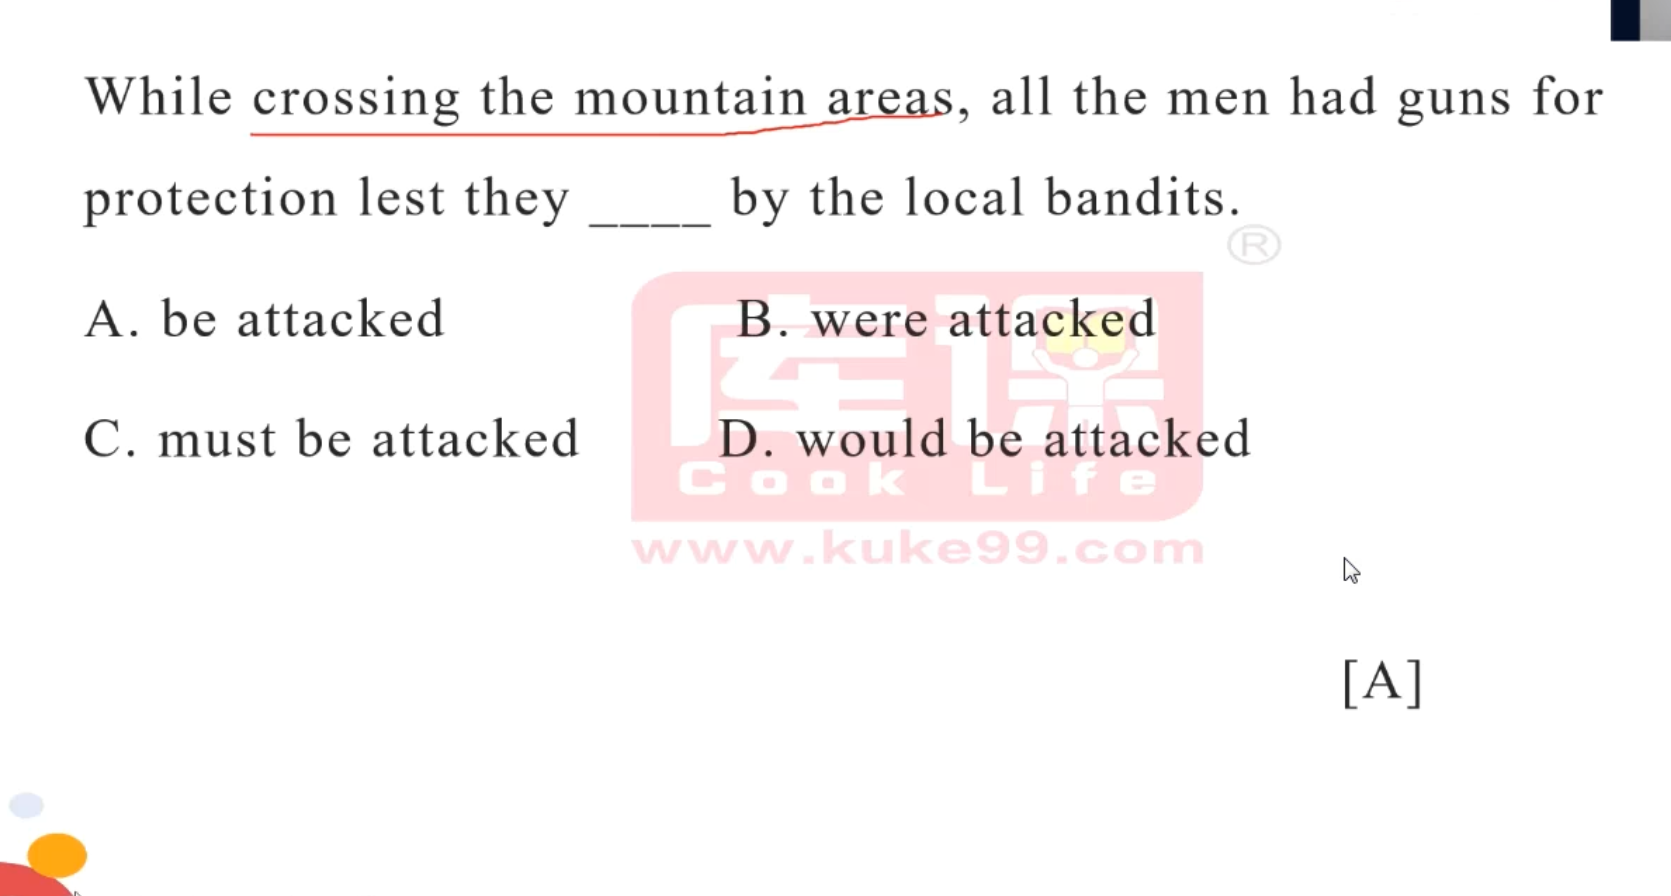 While crossing the mountain areas, all the men had guns for
protection lest they ____ by the local bandits.
®
A. be attacked B. were attacked
库课
C. must be attacked D. would be attacked
Cook Life
www.kuke99.com
[A]